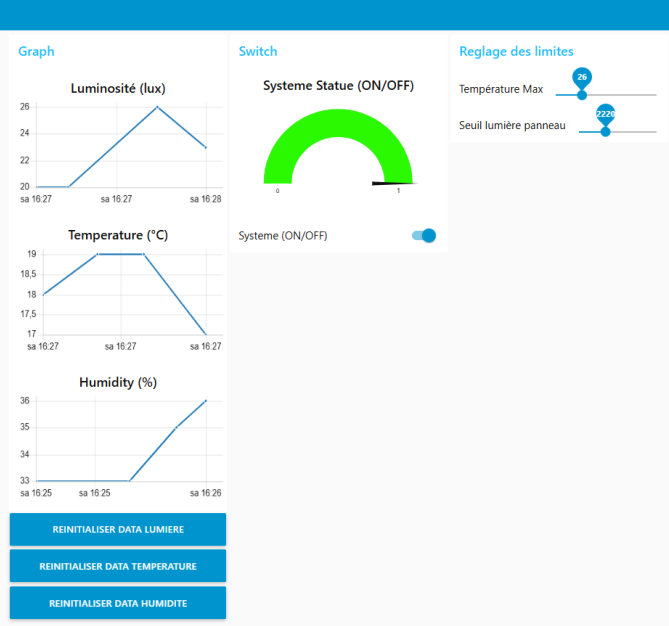 Graph
Luminosité (lux)
26
24
22
20
sa 16:27 sa 16:27 sa 16:28
Temperature (°C)
19
18,5
18
17,5
17
sa 16:27 sa 16:27 sa 16:27
Humidity (%)
36
35
34
33
sa 16:25 sa 16:25 sa 16:26
REINITIALISER DATA LUMIERE
REINITIALISER DATA TEMPERATURE
REINITIALISER DATA HUMIDITE
Switch
Systeme Statue (ON/OFF)
0 1
Systeme (ON/OFF)
Reglage des limites
26
Température Max
2220
Seuil lumière panneau